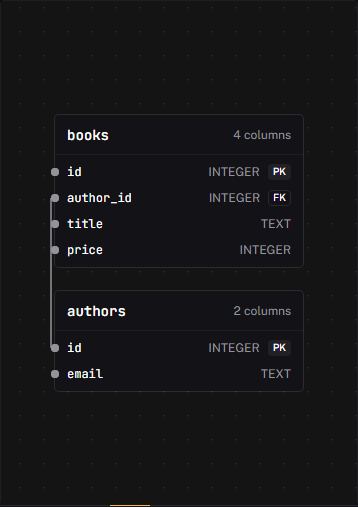 books 4 columns
id INTEGER PK
author_id INTEGER FK
title TEXT
price INTEGER
authors 2 columns
id INTEGER PK
email TEXT